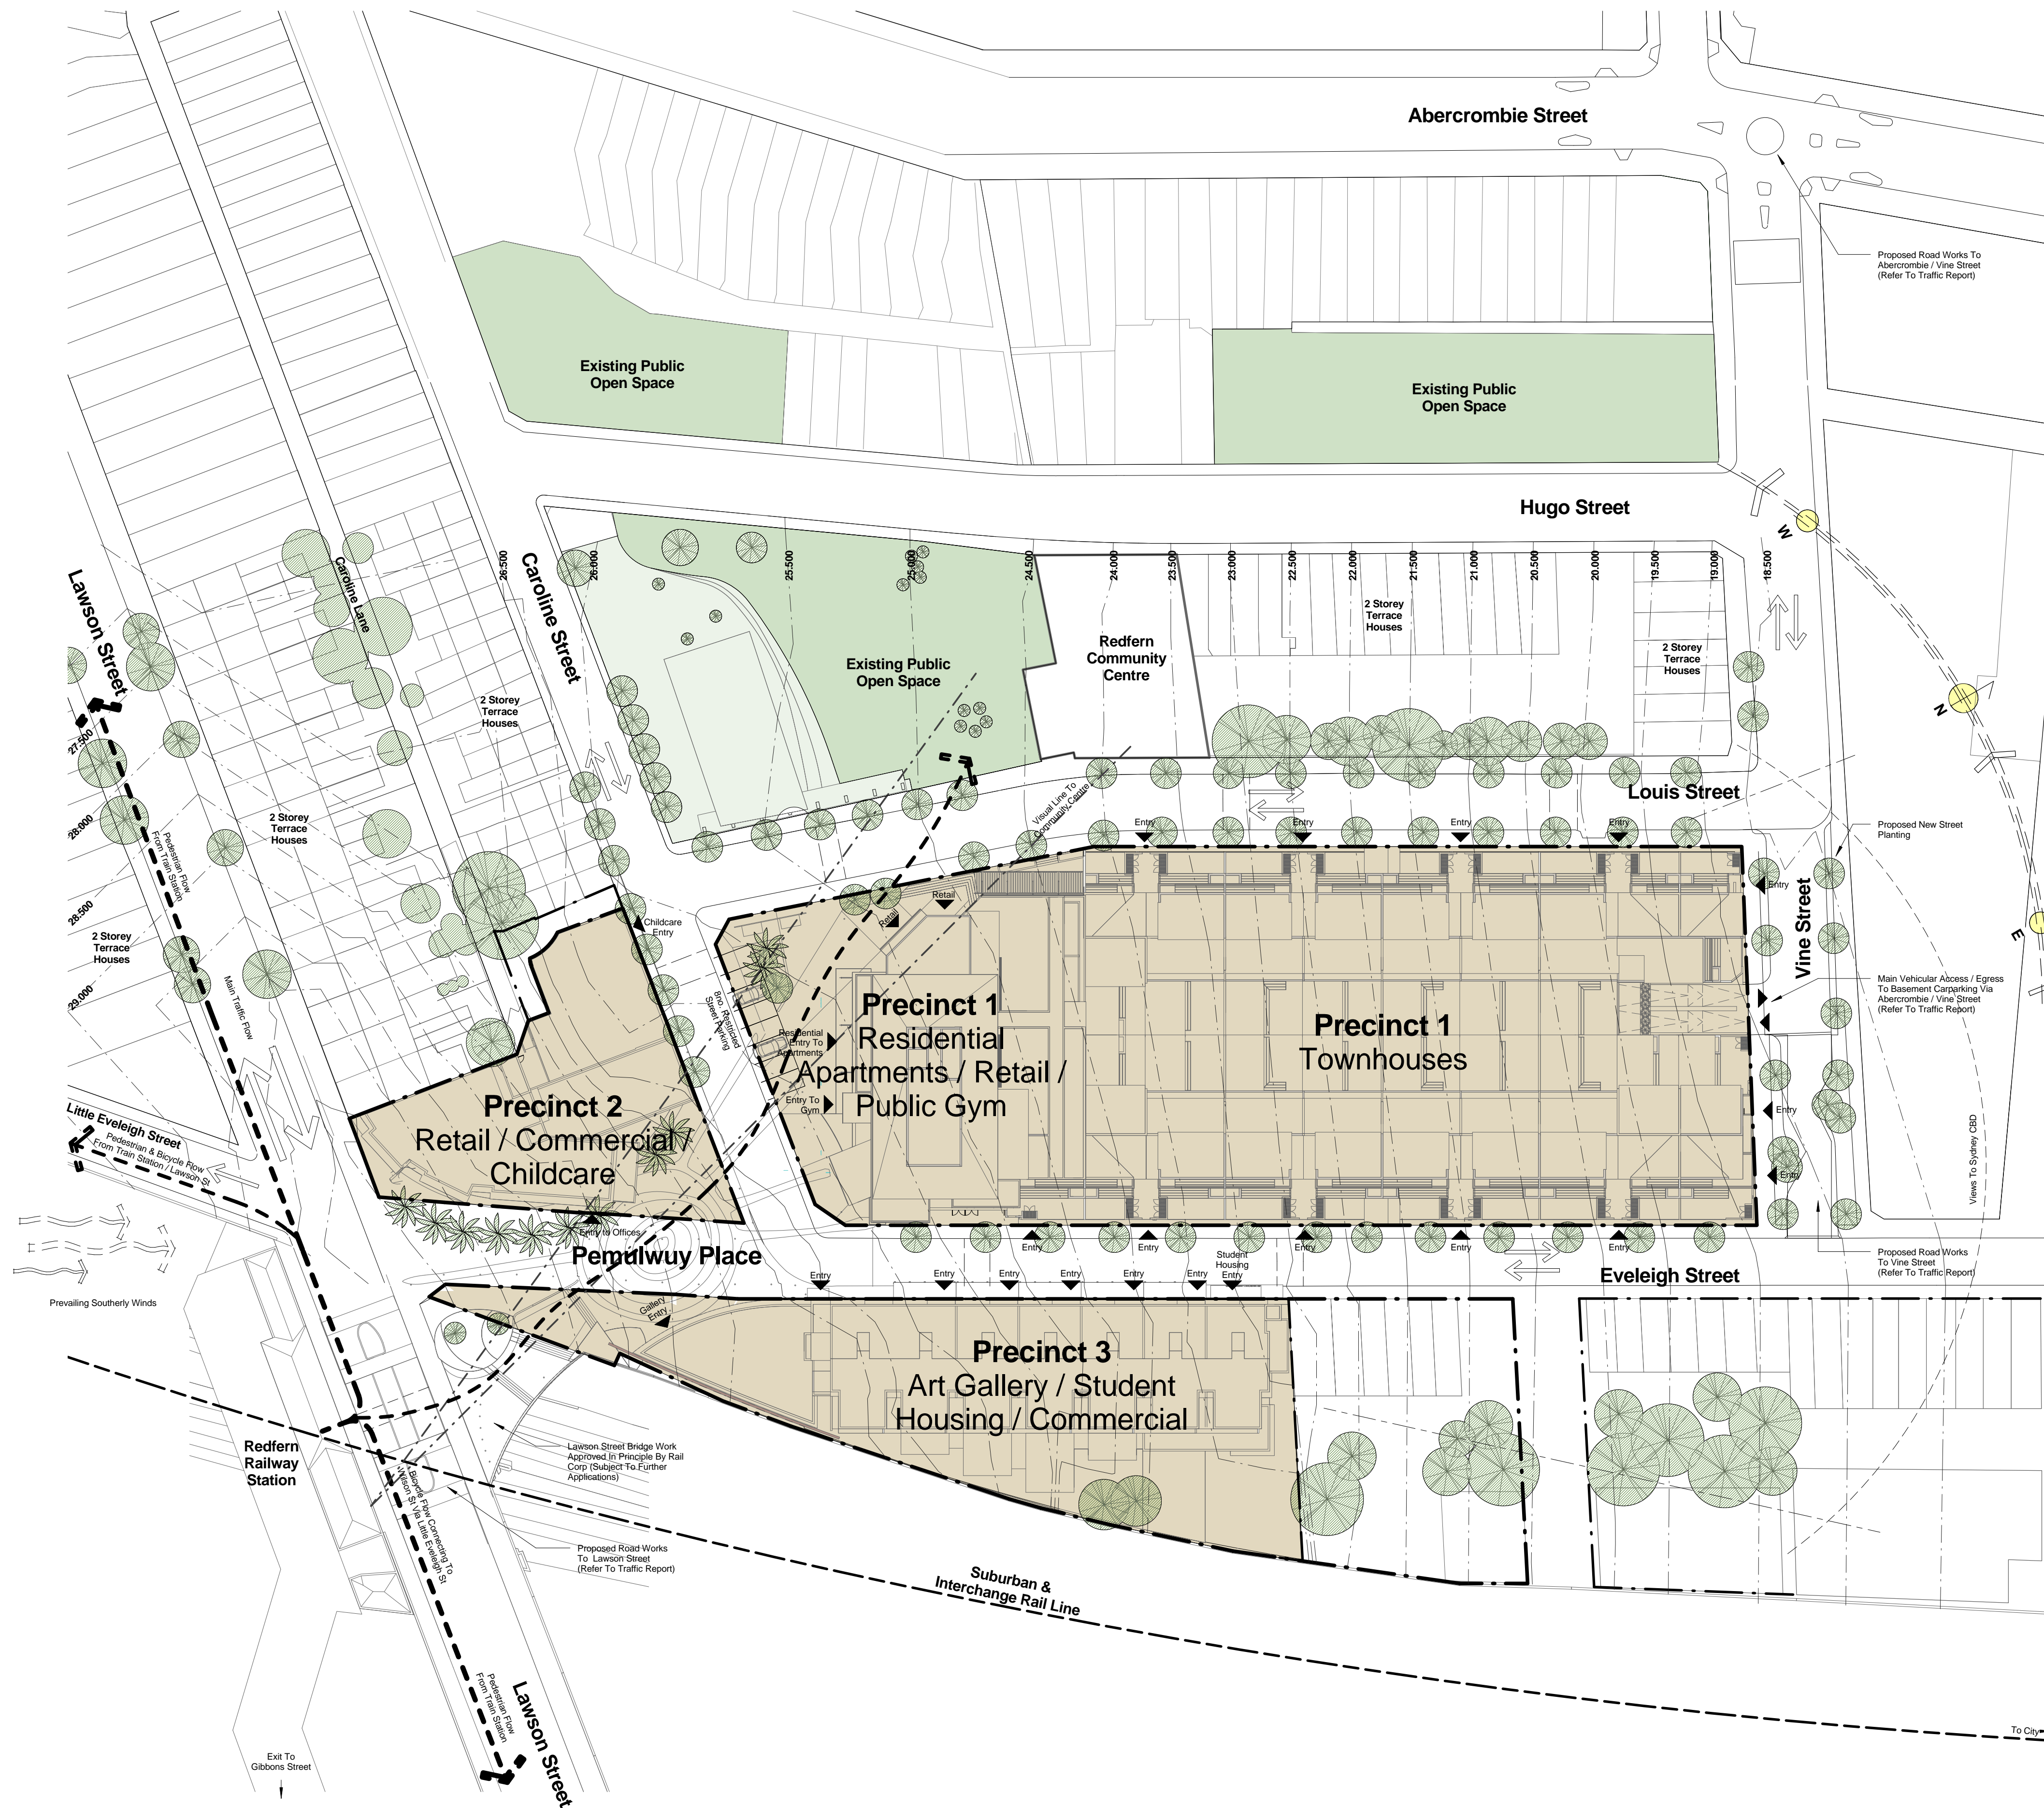 Abercrombie Street
Proposed Road Works To
Abercombie / Vine Street
(Refer To Traffic Report)
Existing Public
Open Space
Existing Public
Open Space
Hugo Street
W
N
E
Lawson Street
Caroline Lane
Caroline Street
26.500
26.000
25.500
25.000
24.500
24.000
23.500
23.000
22.500
22.000
21.500
21.000
20.500
20.000
19.500
19.000
18.500
2 Storey
Terrace
Houses
2 Storey
Terrace
Houses
2 Storey
Terrace
Houses
Existing Public
Open Space
Redfern
Community
Centre
27.500
28.000
28.500
29.000
Pedestrian Flow
From Train Station
2 Storey
Terrace
Houses
2 Storey
Terrace
Houses
Visual Line To
Community Centre
Louis Street
Proposed New Street
Planting
Entry
Entry
Entry
Entry
Entry
Vine Street
Childcare
Entry
Retail
Retail
Main Traffic Flow
8no. Restricted
Street Parking
Main Vehicular Access / Egress
To Basement Carparking Via
Abercrombie / Vine Street
(Refer To Traffic Report)
Precinct 1
Residential
Apartments / Retail /
Public Gym
Residential
Entry To
Apartments
Entry To
Gym
Precinct 1
Townhouses
Entry
Entry
Views To Sydney CBD
Little Eveleigh Street
Pedestrian & Bicycle Flow
From Train Station / Lawson St
Precinct 2
Retail / Commercial /
Childcare
Entry to Offices
Pemulwuy Place
Prevailing Southerly Winds
Entry
Entry
Entry
Entry
Entry
Student
Housing
Entry
Entry
Entry
Entry
Entry
Entry
Entry
Eveleigh Street
Proposed Road Works
To Vine Street
(Refer To Traffic Report)
Gallery
Entry
Precinct 3
Art Gallery / Student
Housing / Commercial
Redfern
Railway
Station
Lawson Street Bridge Work
Approved In Principle By Rail
Corp (Subject To Further
Applications)
Bicycle Flow Connecting To
Wilson St Via Little Eveleigh St
Proposed Road Works
To Lawson Street
(Refer To Traffic Report)
Suburban &
Interchange Rail Line
Pedestrian Flow
From Train Station
Lawson Street
Exit To
Gibbons Street
To City